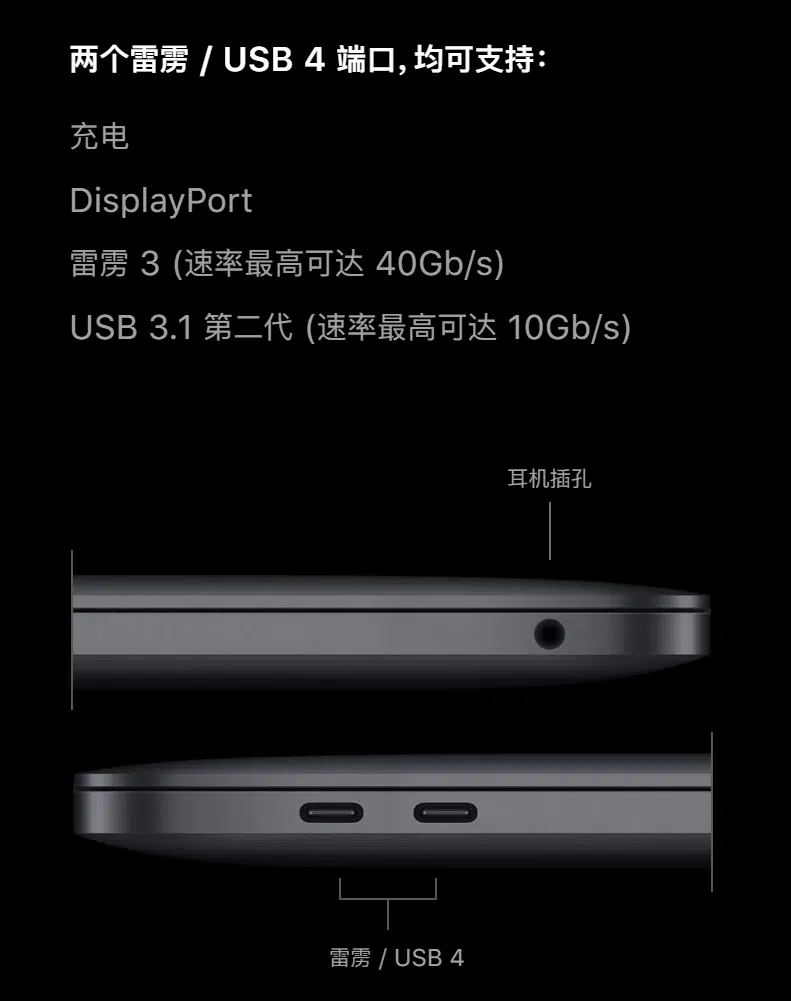 两个雷雳 / USB 4 端口, 均可支持：
充电
DisplayPort
雷雳 3 (速率最高可达 40Gb/s)
USB 3.1 第二代 (速率最高可达 10Gb/s)
耳机插孔
雷雳 / USB 4